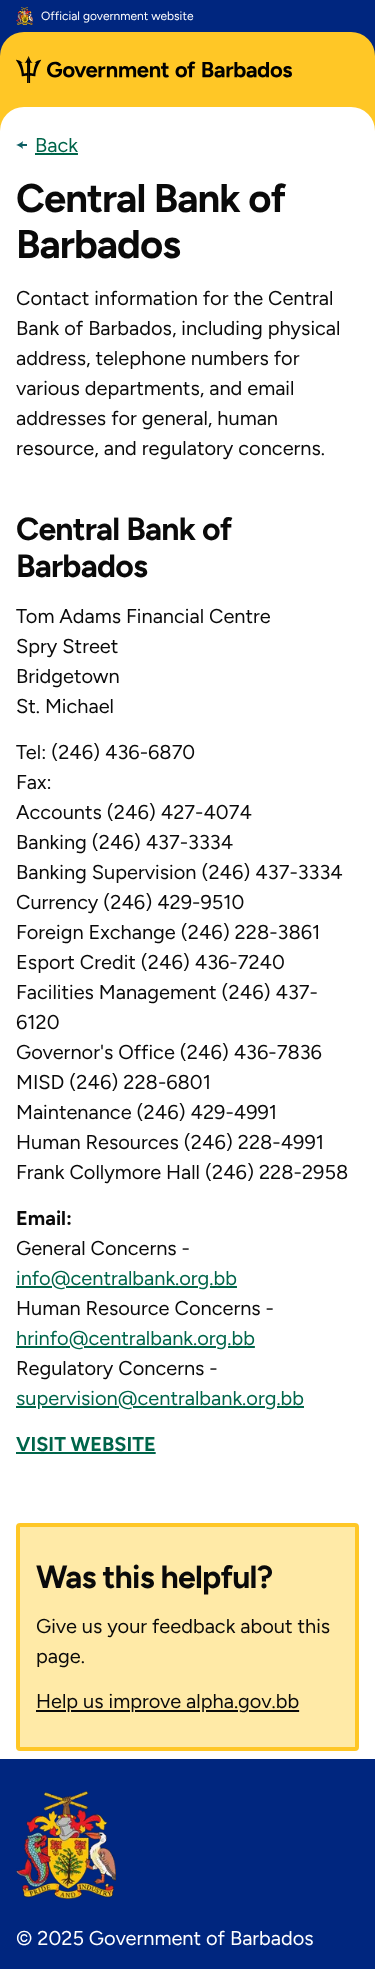 Official government website
Government of Barbados
Back
Central Bank of
Barbados
Contact information for the Central
Bank of Barbados, including physical
address, telephone numbers for
various departments, and email
addresses for general, human
resource, and regulatory concerns.
Central Bank of
Barbados
Tom Adams Financial Centre
Spry Street
Bridgetown
St. Michael
Tel: (246) 436-6870
Fax:
Accounts (246) 427-4074
Banking (246) 437-3334
Banking Supervision (246) 437-3334
Currency (246) 429-9510
Foreign Exchange (246) 228-3861
Esport Credit (246) 436-7240
Facilities Management (246) 437-
6120
Governor's Office (246) 436-7836
MISD (246) 228-6801
Maintenance (246) 429-4991
Human Resources (246) 228-4991
Frank Collymore Hall (246) 228-2958
Email:
General Concerns -
info@centralbank.org.bb
Human Resource Concerns -
hrinfo@centralbank.org.bb
Regulatory Concerns -
supervision@centralbank.org.bb
VISIT WEBSITE
Was this helpful?
Give us your feedback about this
page.
Help us improve alpha.gov.bb
PRIDE AND INDUSTRY
© 2025 Government of Barbados